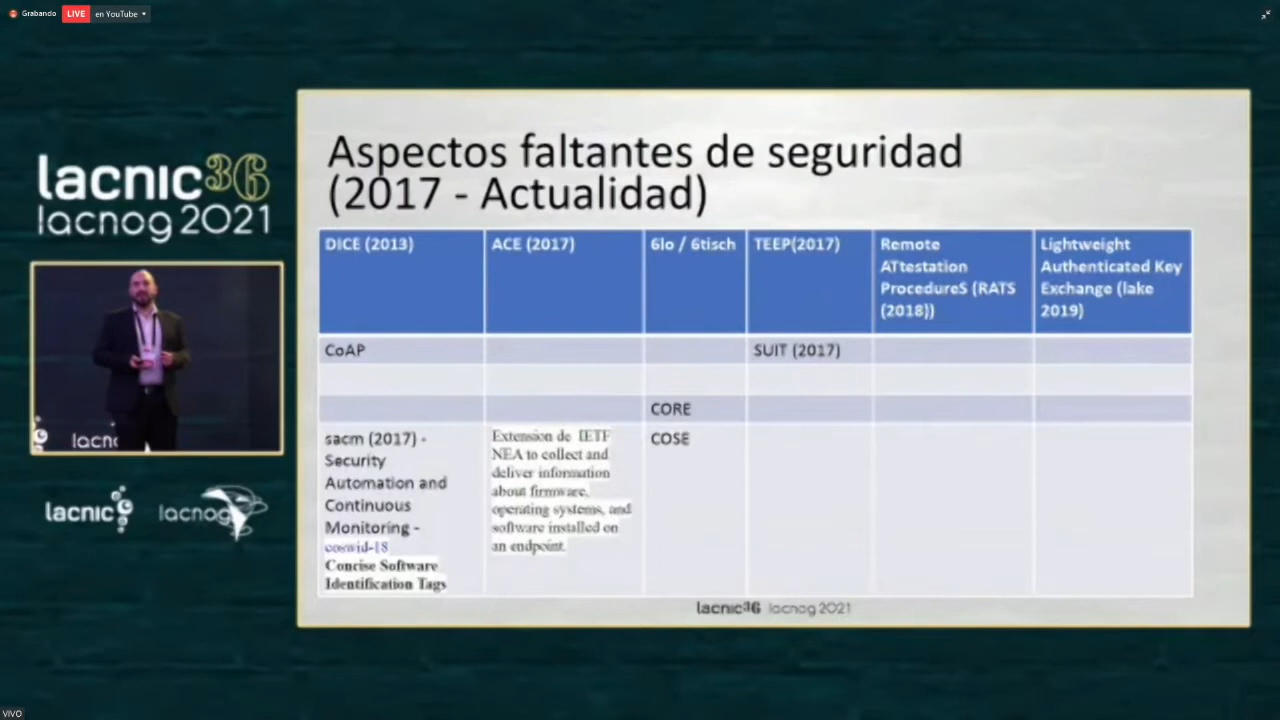 Grabando
LIVE
en YouTube
lacnic36
lacnog 2021
lacnic
lacnog
Aspectos faltantes de seguridad
(2017 - Actualidad)
DICE (2013)
ACE (2017)
6lo / 6tisch
TEEP(2017)
Remote
ATtestation
ProcedureS (RATS
(2018))
Lightweight
Authenticated Key
Exchange (lake
2019)
CoAP
SUIT (2017)
CORE
sacm (2017) -
Security
Automation and
Continuous
Monitoring -
coswid-18
Concise Software
Identification Tags
Extension de IETF
NEA to collect and
deliver information
about firmware,
operating systems, and
software installed on
an endpoint.
COSE
lacnic36 lacnog 2021
VIVO